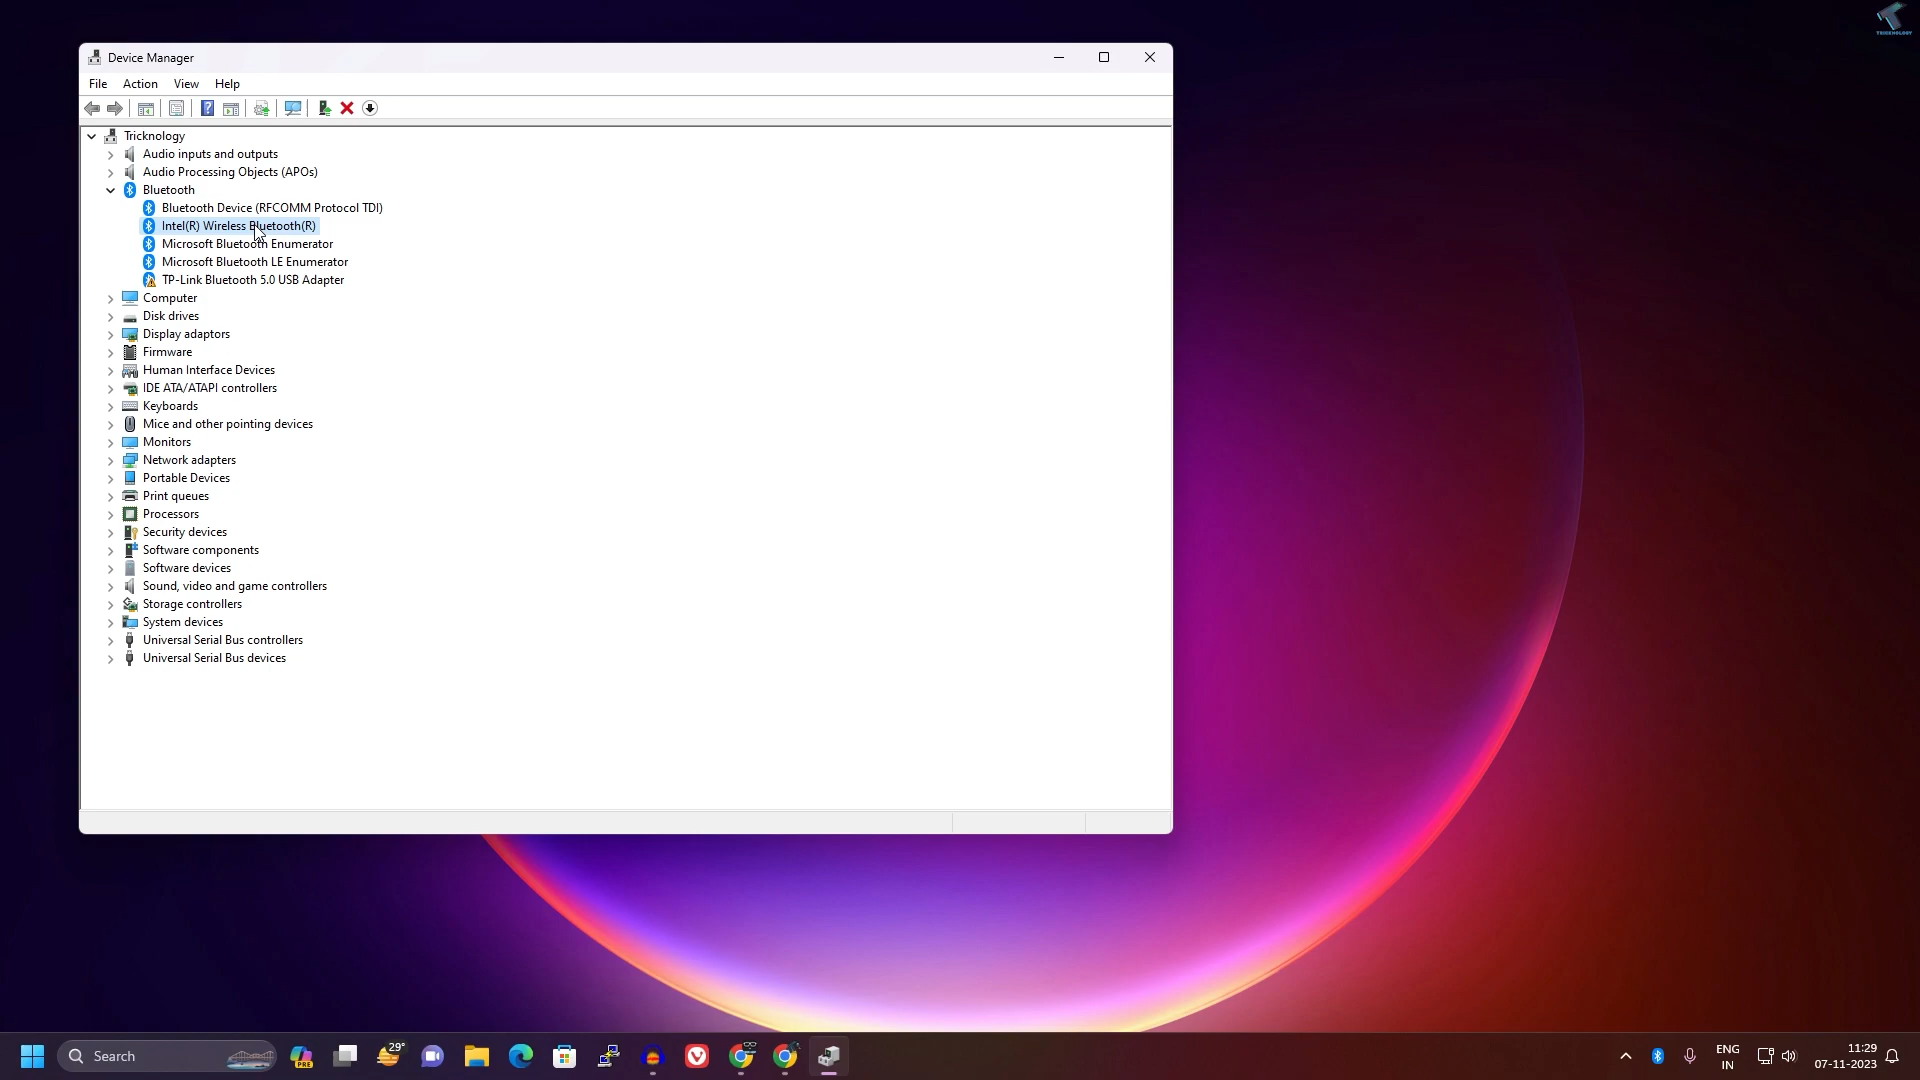 TRICKNOLOGY
Device Manager
File Action View Help
Tricknology
Audio inputs and outputs
Audio Processing Objects (APOs)
Bluetooth
Bluetooth Device (RFCOMM Protocol TDI)
Intel(R) Wireless Bluetooth(R)
Microsoft Bluetooth Enumerator
Microsoft Bluetooth LE Enumerator
TP-Link Bluetooth 5.0 USB Adapter
Computer
Disk drives
Display adaptors
Firmware
Human Interface Devices
IDE ATA/ATAPI controllers
Keyboards
Mice and other pointing devices
Monitors
Network adapters
Portable Devices
Print queues
Processors
Security devices
Software components
Software devices
Sound, video and game controllers
Storage controllers
System devices
Universal Serial Bus controllers
Universal Serial Bus devices
Search
PRE
29°
ENG
IN
11:29
07-11-2023